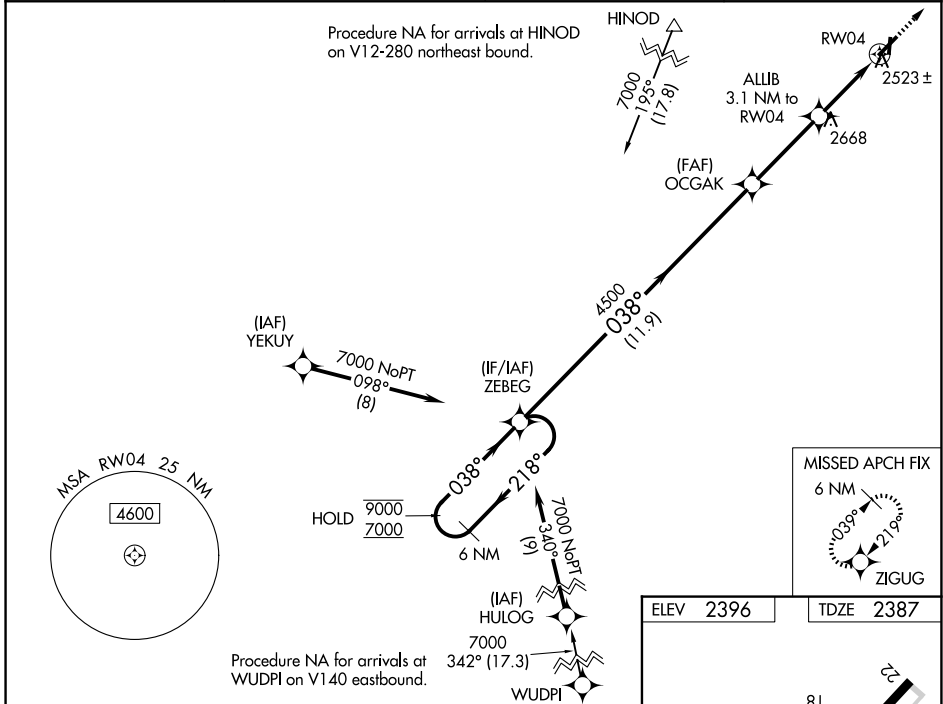 Procedure NA for arrivals at HINOD
on V12-280 northeast bound.
HINOD
7000
195°
(17.8)
RW04
2523 ±
ALLIB
3.1 NM to
RW04
2668
(FAF)
OCGAK
4500
038°
(11.9)
(IAF)
YEKUY
7000 NoPT
098°
(8)
(IF/IAF)
ZEBEG
038°
218°
HOLD
9000
7000
6 NM
7000 NoPT
340°
(9)
MSA RW04 25 NM
4600
(IAF)
HULOG
7000
342° (17.3)
WUDPI
Procedure NA for arrivals at
WUDPI on V140 eastbound.
MISSED APCH FIX
6 NM
039°
219°
ZIGUG
ELEV 2396
TDZE 2387
22